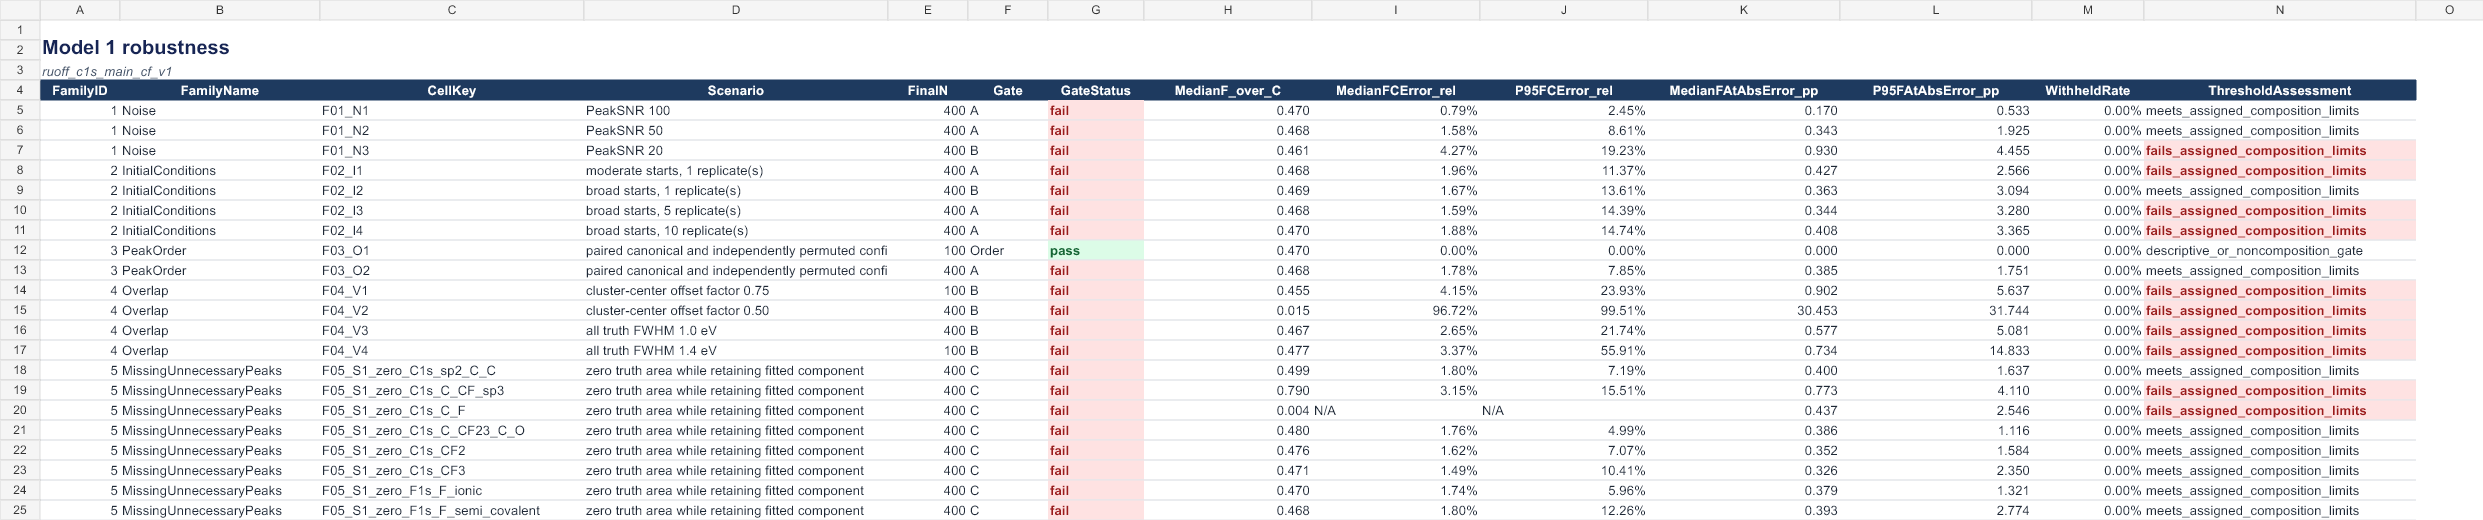 A B C D E F G H I J K L M N O
1
2 Model 1 robustness
3 ruoff_c1s_main_cf_v1
4 FamilyID FamilyName CellKey Scenario FinalN Gate GateStatus MedianF_over_C MedianFCError_rel P95FCError_rel MedianFAtAbsError_pp P95FAtAbsError_pp WithheldRate ThresholdAssessment
5 1 Noise F01_N1 PeakSNR 100 400 A fail 0.470 0.79% 2.45% 0.170 0.533 0.00% meets_assigned_composition_limits
6 1 Noise F01_N2 PeakSNR 50 400 A fail 0.468 1.58% 8.61% 0.343 1.925 0.00% meets_assigned_composition_limits
7 1 Noise F01_N3 PeakSNR 20 400 B fail 0.461 4.27% 19.23% 0.930 4.455 0.00% fails_assigned_composition_limits
8 2 InitialConditions F02_I1 moderate starts, 1 replicate(s) 400 A fail 0.468 1.96% 11.37% 0.427 2.566 0.00% fails_assigned_composition_limits
9 2 InitialConditions F02_I2 broad starts, 1 replicate(s) 400 B fail 0.469 1.67% 13.61% 0.363 3.094 0.00% meets_assigned_composition_limits
10 2 InitialConditions F02_I3 broad starts, 5 replicate(s) 400 A fail 0.468 1.59% 14.39% 0.344 3.280 0.00% fails_assigned_composition_limits
11 2 InitialConditions F02_I4 broad starts, 10 replicate(s) 400 A fail 0.470 1.88% 14.74% 0.408 3.365 0.00% fails_assigned_composition_limits
12 3 PeakOrder F03_O1 paired canonical and independently permuted confi 100 Order pass 0.470 0.00% 0.00% 0.000 0.000 0.00% descriptive_or_noncomposition_gate
13 3 PeakOrder F03_O2 paired canonical and independently permuted confi 400 A fail 0.468 1.78% 7.85% 0.385 1.751 0.00% meets_assigned_composition_limits
14 4 Overlap F04_V1 cluster-center offset factor 0.75 100 B fail 0.455 4.15% 23.93% 0.902 5.637 0.00% fails_assigned_composition_limits
15 4 Overlap F04_V2 cluster-center offset factor 0.50 400 B fail 0.015 96.72% 99.51% 30.453 31.744 0.00% fails_assigned_composition_limits
16 4 Overlap F04_V3 all truth FWHM 1.0 eV 400 B fail 0.467 2.65% 21.74% 0.577 5.081 0.00% fails_assigned_composition_limits
17 4 Overlap F04_V4 all truth FWHM 1.4 eV 100 B fail 0.477 3.37% 55.91% 0.734 14.833 0.00% fails_assigned_composition_limits
18 5 MissingUnnecessaryPeaks F05_S1_zero_C1s_sp2_C_C zero truth area while retaining fitted component 400 C fail 0.499 1.80% 7.19% 0.400 1.637 0.00% meets_assigned_composition_limits
19 5 MissingUnnecessaryPeaks F05_S1_zero_C1s_C_CF_sp3 zero truth area while retaining fitted component 400 C fail 0.790 3.15% 15.51% 0.773 4.110 0.00% fails_assigned_composition_limits
20 5 MissingUnnecessaryPeaks F05_S1_zero_C1s_C_F zero truth area while retaining fitted component 400 C fail 0.004 N/A N/A 0.437 2.546 0.00% fails_assigned_composition_limits
21 5 MissingUnnecessaryPeaks F05_S1_zero_C1s_C_CF23_C_O zero truth area while retaining fitted component 400 C fail 0.480 1.76% 4.99% 0.386 1.116 0.00% meets_assigned_composition_limits
22 5 MissingUnnecessaryPeaks F05_S1_zero_C1s_CF2 zero truth area while retaining fitted component 400 C fail 0.476 1.62% 7.07% 0.352 1.584 0.00% meets_assigned_composition_limits
23 5 MissingUnnecessaryPeaks F05_S1_zero_C1s_CF3 zero truth area while retaining fitted component 400 C fail 0.471 1.49% 10.41% 0.326 2.350 0.00% meets_assigned_composition_limits
24 5 MissingUnnecessaryPeaks F05_S1_zero_F1s_F_ionic zero truth area while retaining fitted component 400 C fail 0.470 1.74% 5.96% 0.379 1.321 0.00% meets_assigned_composition_limits
25 5 MissingUnnecessaryPeaks F05_S1_zero_F1s_F_semi_covalent zero truth area while retaining fitted component 400 C fail 0.468 1.80% 12.26% 0.393 2.774 0.00% meets_assigned_composition_limits